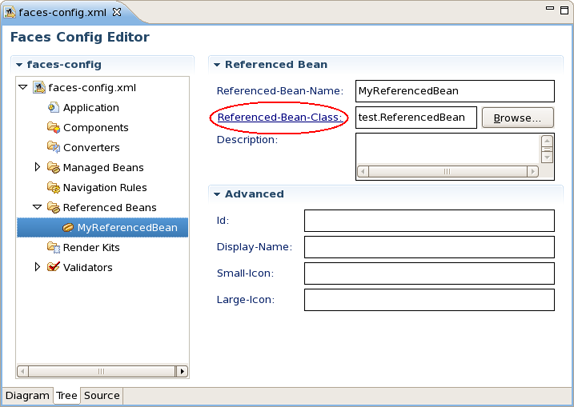 faces-config.xml
Faces Config Editor
faces-config
faces-config.xml
Application
Components
Converters
Managed Beans
Navigation Rules
Referenced Beans
MyReferencedBean
Render Kits
Validators
Referenced Bean
Referenced-Bean-Name: MyReferencedBean
Referenced-Bean-Class: test.ReferencedBean Browse...
Description:
Advanced
Id:
Display-Name:
Small-Icon:
Large-Icon:
Diagram Tree Source